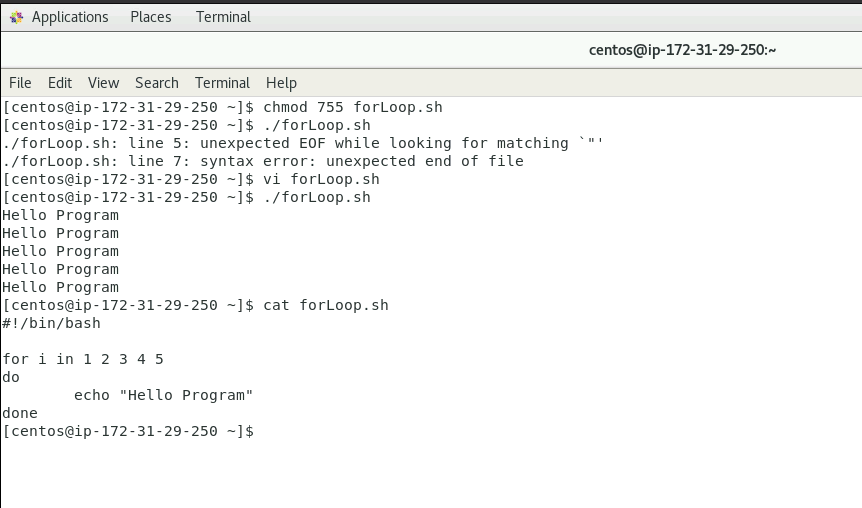 Applications Places Terminal
centos@ip-172-31-29-250:~
File Edit View Search Terminal Help
[centos@ip-172-31-29-250 ~]$ chmod 755 forLoop.sh
[centos@ip-172-31-29-250 ~]$ ./forLoop.sh
./forLoop.sh: line 5: unexpected EOF while looking for matching `"'
./forLoop.sh: line 7: syntax error: unexpected end of file
[centos@ip-172-31-29-250 ~]$ vi forLoop.sh
[centos@ip-172-31-29-250 ~]$ ./forLoop.sh
Hello Program
Hello Program
Hello Program
Hello Program
Hello Program
[centos@ip-172-31-29-250 ~]$ cat forLoop.sh
#!/bin/bash

for i in 1 2 3 4 5
do
        echo "Hello Program"
done
[centos@ip-172-31-29-250 ~]$